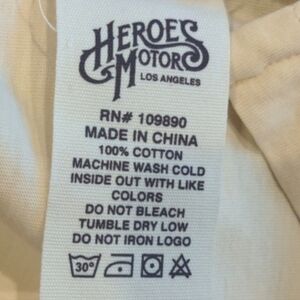 HEROES
MOTORS
LOS ANGELES
RN# 109890
MADE IN CHINA
100% COTTON
MACHINE WASH COLD
INSIDE OUT WITH LIKE
COLORS
DO NOT BLEACH
TUMBLE DRY LOW
DO NOT IRON LOGO
30°